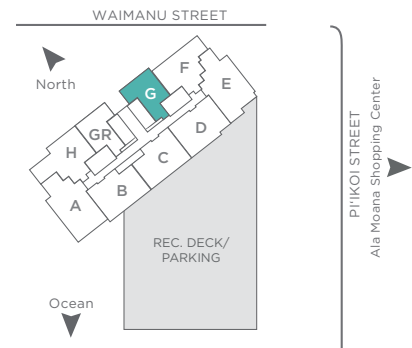 WAIMANU STREET
North
F
E
G
GR
D
H
C
B
A
REC. DECK/
PARKING
Ocean
PI'IKOI STREET
Ala Moana Shopping Center